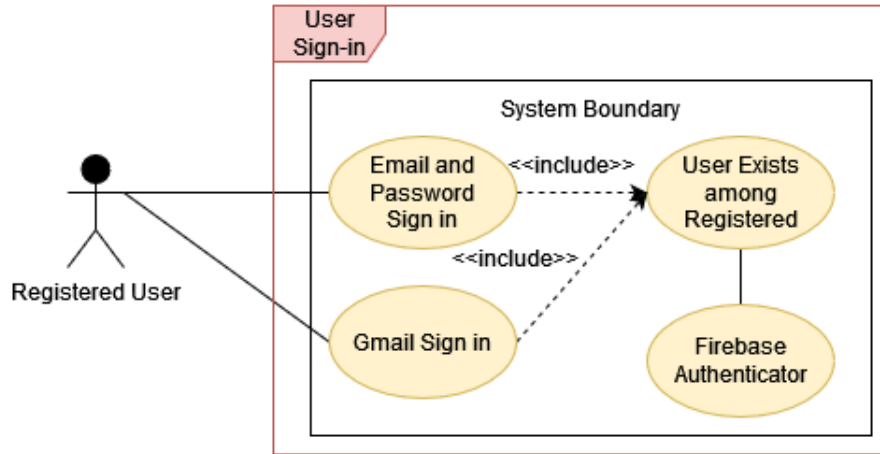 User
Sign-in
System Boundary
Email and
Password
Sign in
<<include>>
User Exists
among
Registered
<<include>>
Registered User
Gmail Sign in
Firebase
Authenticator